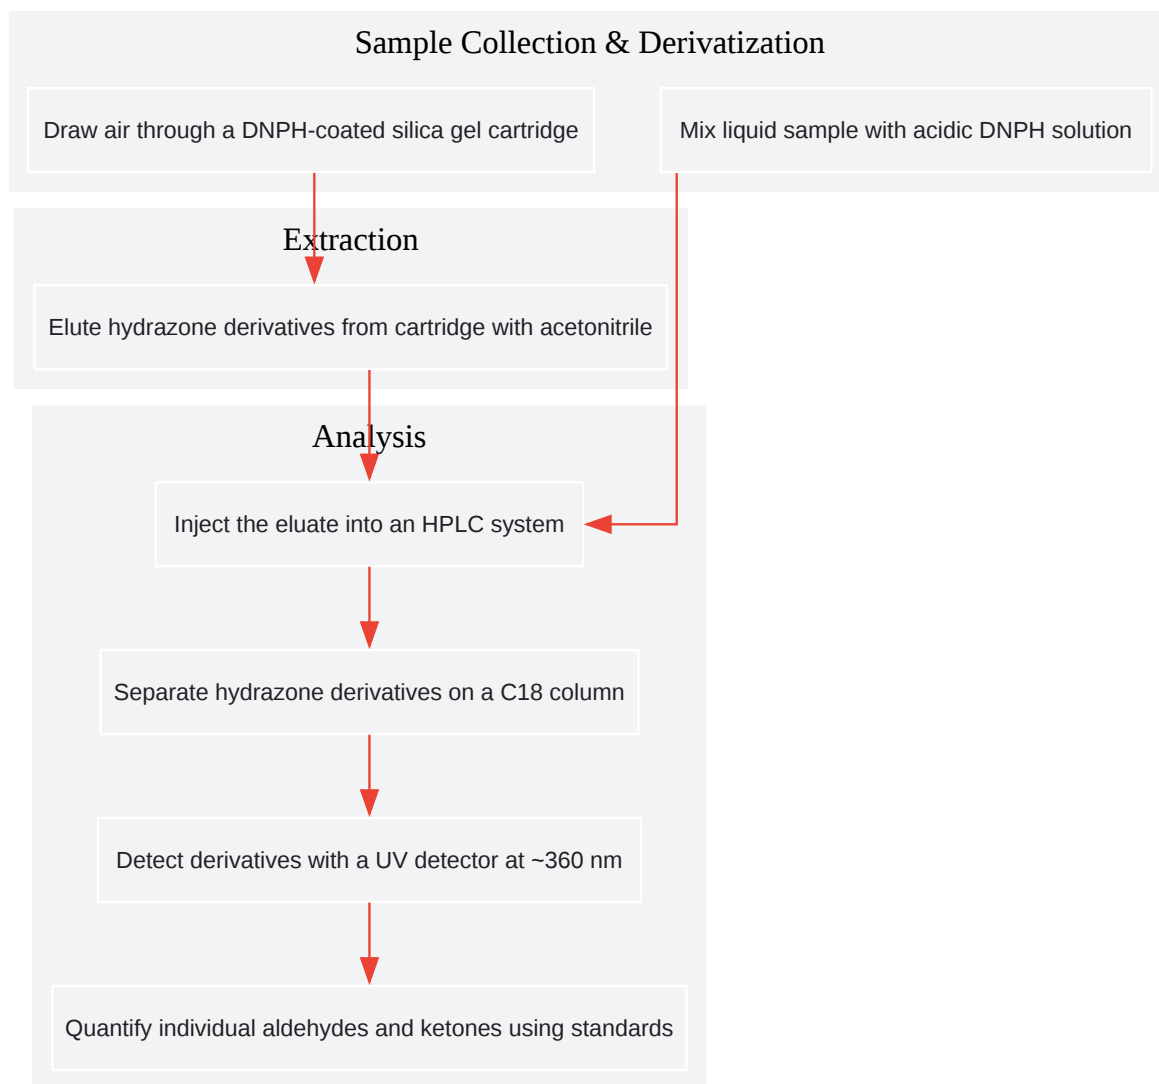 Sample Collection & Derivatization
Draw air through a DNPH-coated silica gel cartridge
Mix liquid sample with acidic DNPH solution
Extraction
Elute hydrazone derivatives from cartridge with acetonitrile
Analysis
Inject the eluate into an HPLC system
Separate hydrazone derivatives on a C18 column
Detect derivatives with a UV detector at ~360 nm
Quantify individual aldehydes and ketones using standards